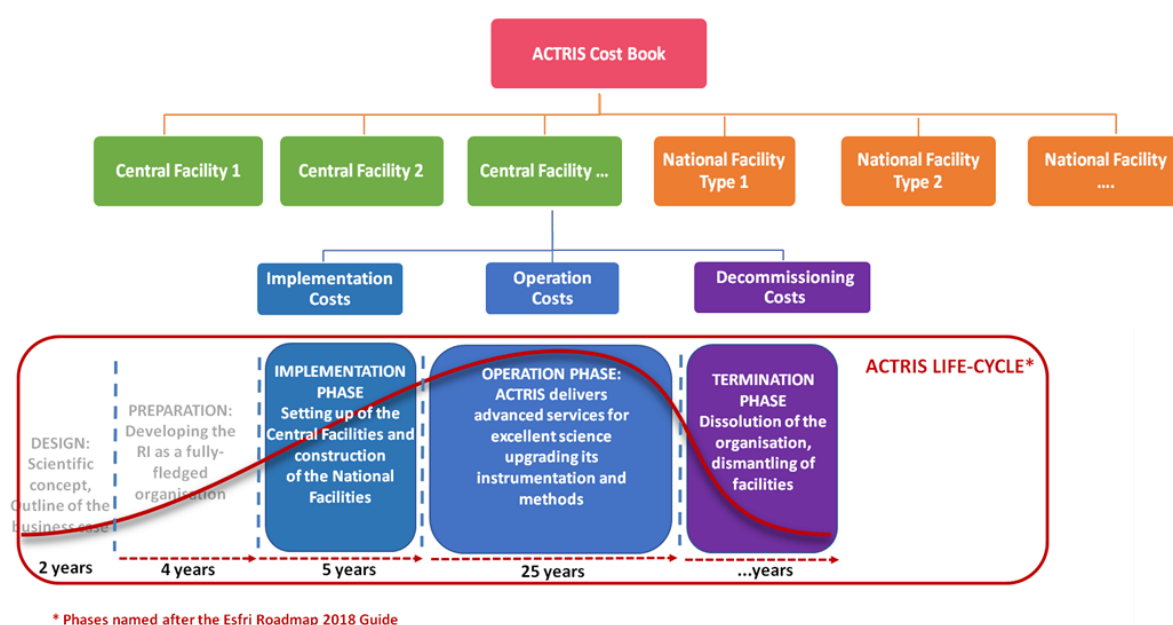 ACTRIS Cost Book
Central Facility 1
Central Facility 2
Central Facility ...
National Facility
Type 1
National Facility
Type 2
National Facility
....
Implementation
Costs
Operation
Costs
Decommissioning
Costs
ACTRIS LIFE-CYCLE*
DESIGN:
Scientific
concept,
Outline of the
business case
PREPARATION:
Developing the
RI as a fully-
fledged
organisation
IMPLEMENTATION
PHASE
Setting up of the
Central Facilities and
construction
of the National
Facilities
OPERATION PHASE:
ACTRIS delivers
advanced services for
excellent science
upgrading its
instrumentation and
methods
TERMINATION
PHASE
Dissolution of the
organisation,
dismantling of
facilities
2 years
4 years
5 years
25 years
...years
* Phases named after the Esfri Roadmap 2018 Guide